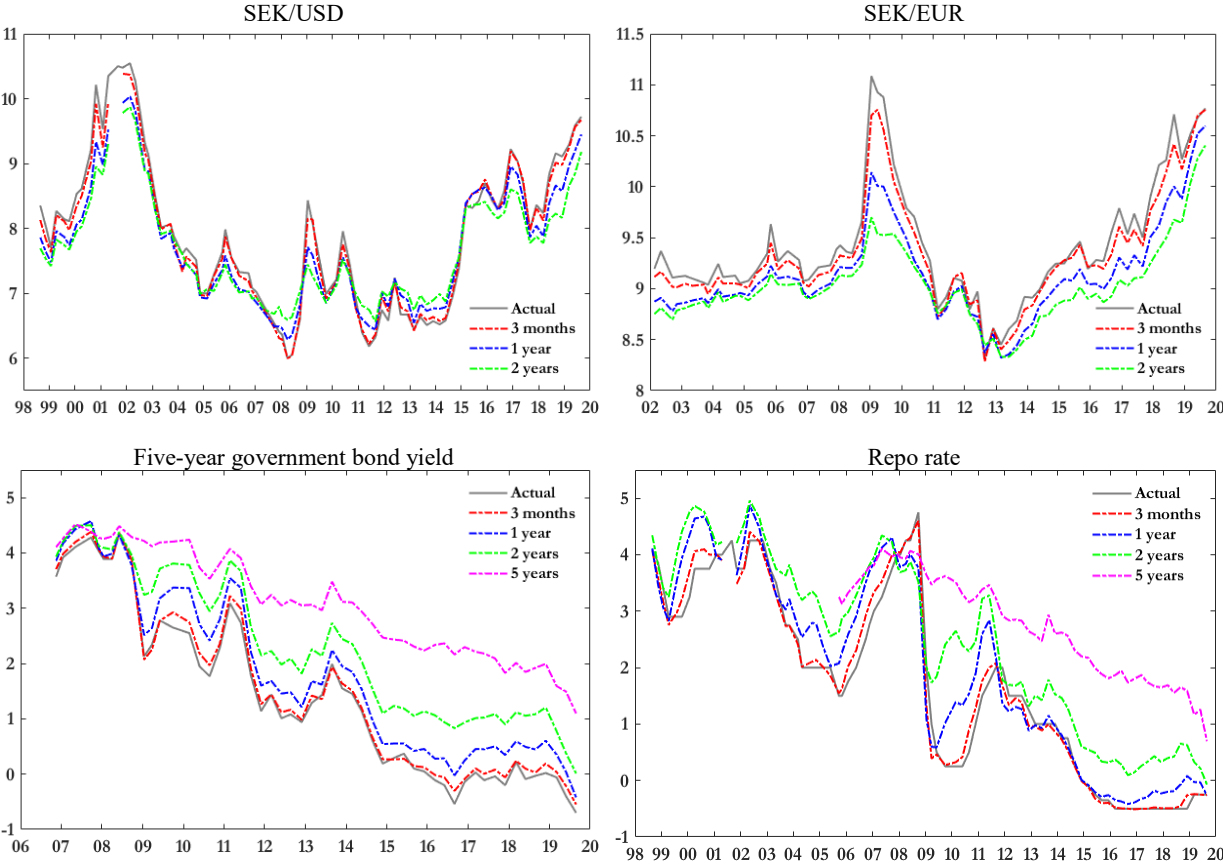 SEK/USD
11
10
9
8
7
6
98 99 00 01 02 03 04 05 06 07 08 09 10 11 12 13 14 15 16 17 18 19 20
Actual
3 months
1 year
2 years
SEK/EUR
11.5
11
10.5
10
9.5
9
8.5
8
02 03 04 05 06 07 08 09 10 11 12 13 14 15 16 17 18 19 20
Actual
3 months
1 year
2 years
Five-year government bond yield
5
4
3
2
1
0
-1
06 07 08 09 10 11 12 13 14 15 16 17 18 19 20
Actual
3 months
1 year
2 years
5 years
Repo rate
5
4
3
2
1
0
-1
98 99 00 01 02 03 04 05 06 07 08 09 10 11 12 13 14 15 16 17 18 19 20
Actual
3 months
1 year
2 years
5 years